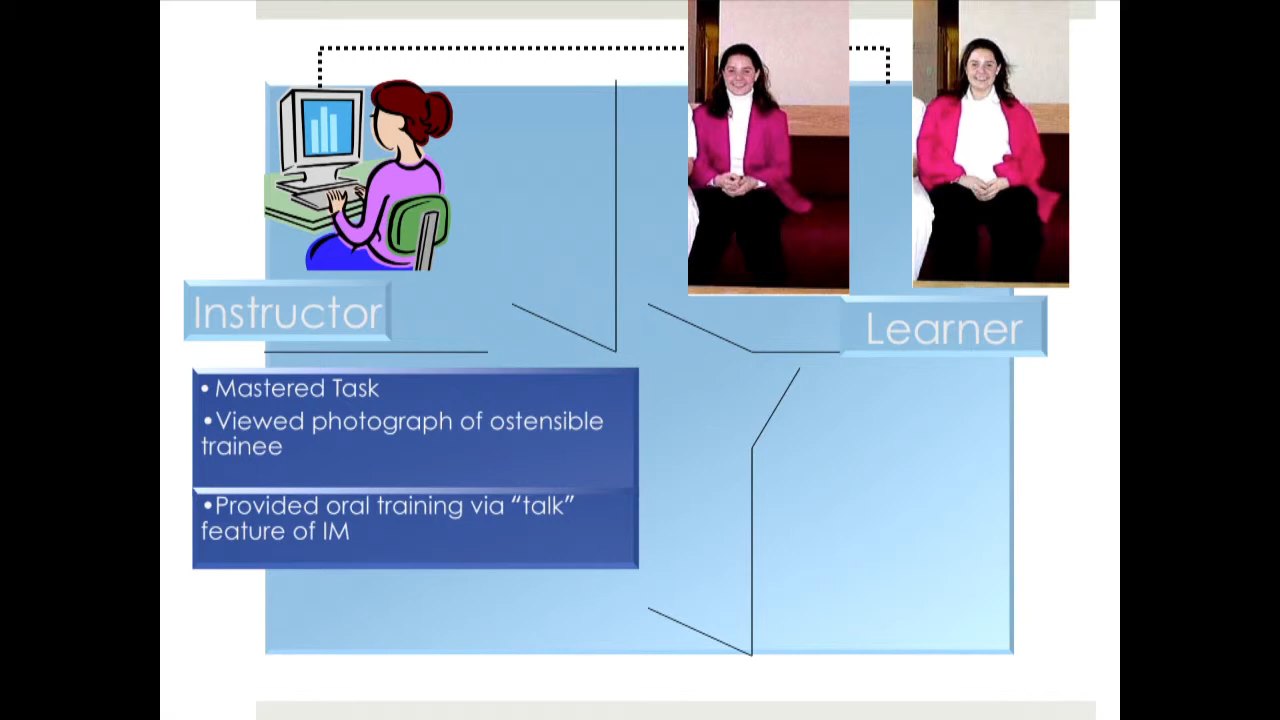 Instructor
Learner
• Mastered Task
•Viewed photograph of ostensible
trainee
•Provided oral training via “talk”
feature of IM